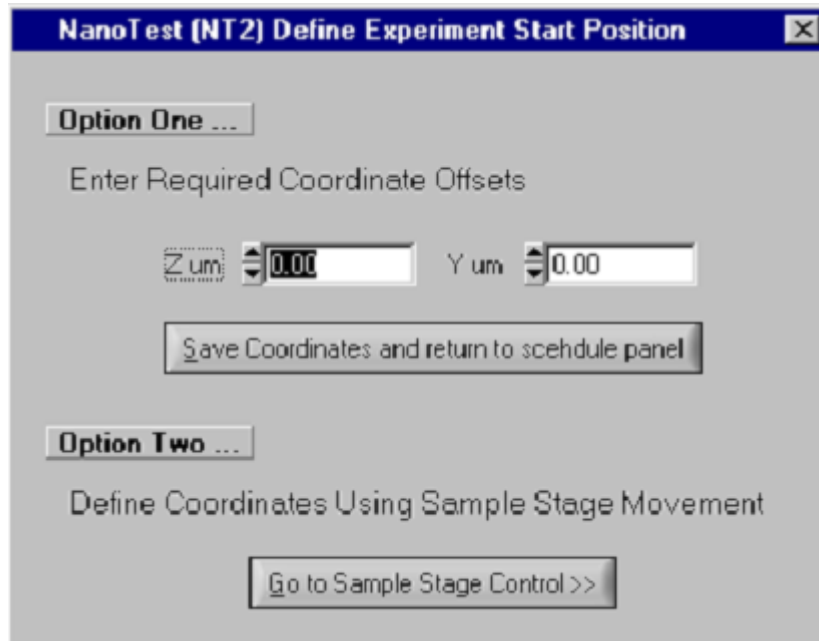 NanoTest (NT2) Define Experiment Start Position
Option One ...
Enter Required Coordinate Offsets
Z um 0.00 Y um 0.00
Save Coordinates and return to scehdule panel
Option Two ...
Define Coordinates Using Sample Stage Movement
Go to Sample Stage Control >>